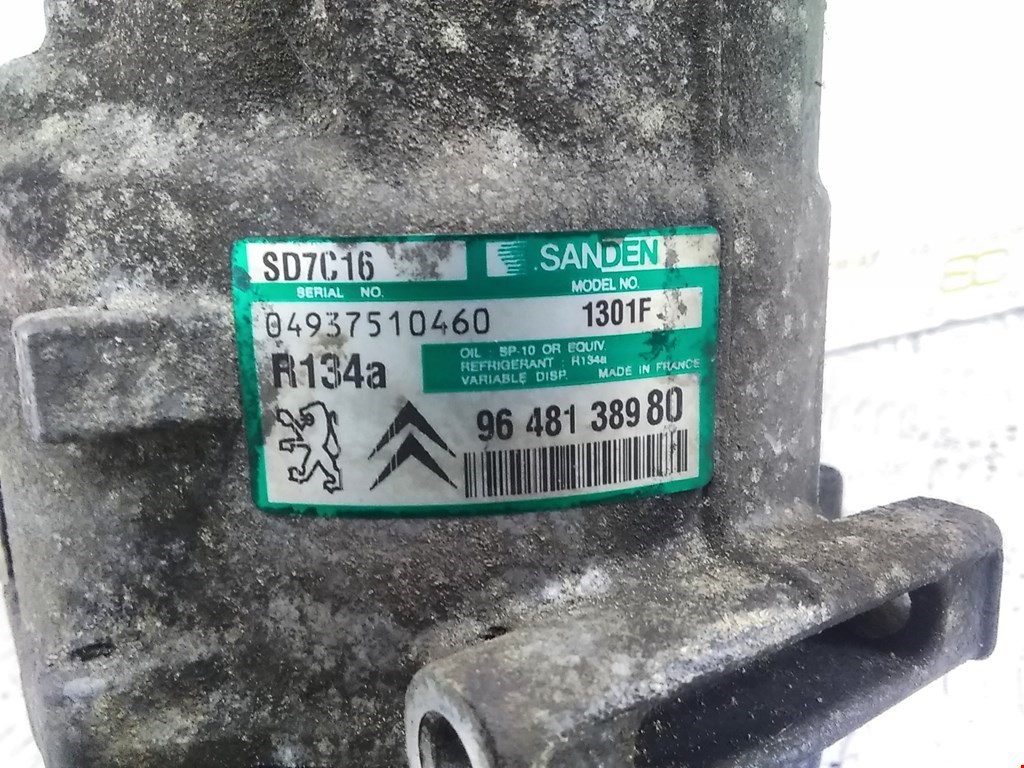 SD7C16
SANDEN
SERIAL NO.
MODEL NO.
04937510460
1301F
R134a
OIL : SP-10 OR EQUIV.
REFRIGERANT : R134a
VARIABLE DISP. MADE IN FRANCE
96 481 389 80